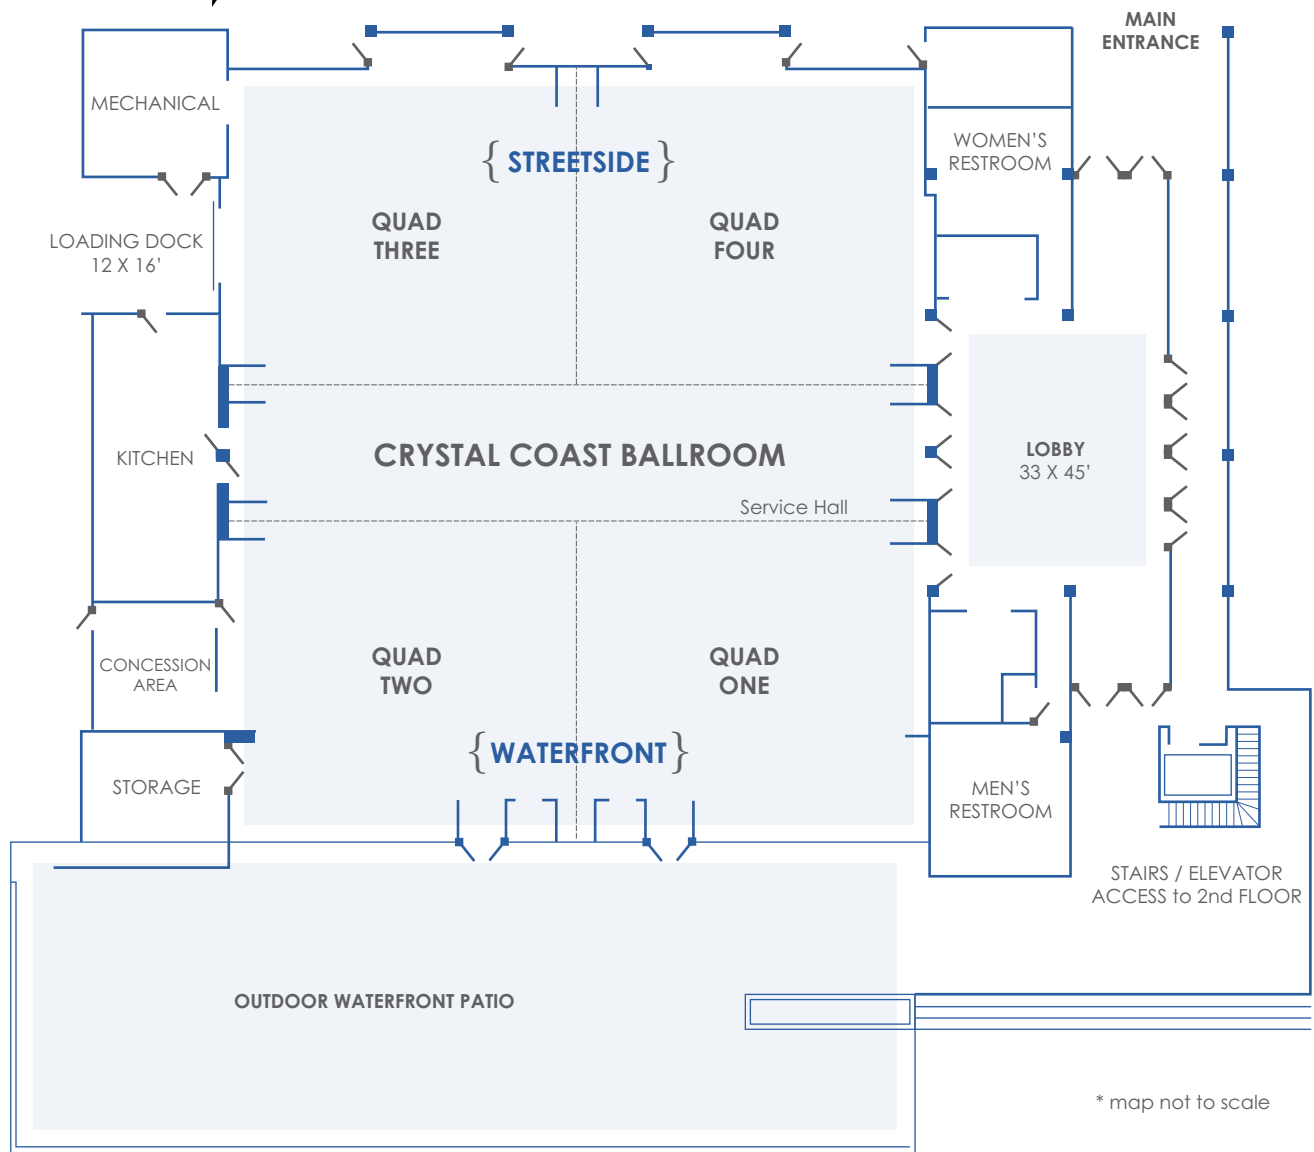 MAIN
ENTRANCE
MECHANICAL
WOMEN'S
RESTROOM
{ STREETSIDE }
QUAD
THREE
QUAD
FOUR
LOADING DOCK
12 X 16'
CRYSTAL COAST BALLROOM
KITCHEN
LOBBY
33 X 45'
Service Hall
CONCESSION
AREA
QUAD
TWO
QUAD
ONE
{ WATERFRONT }
STORAGE
MEN'S
RESTROOM
STAIRS / ELEVATOR
ACCESS to 2nd FLOOR
OUTDOOR WATERFRONT PATIO
* map not to scale